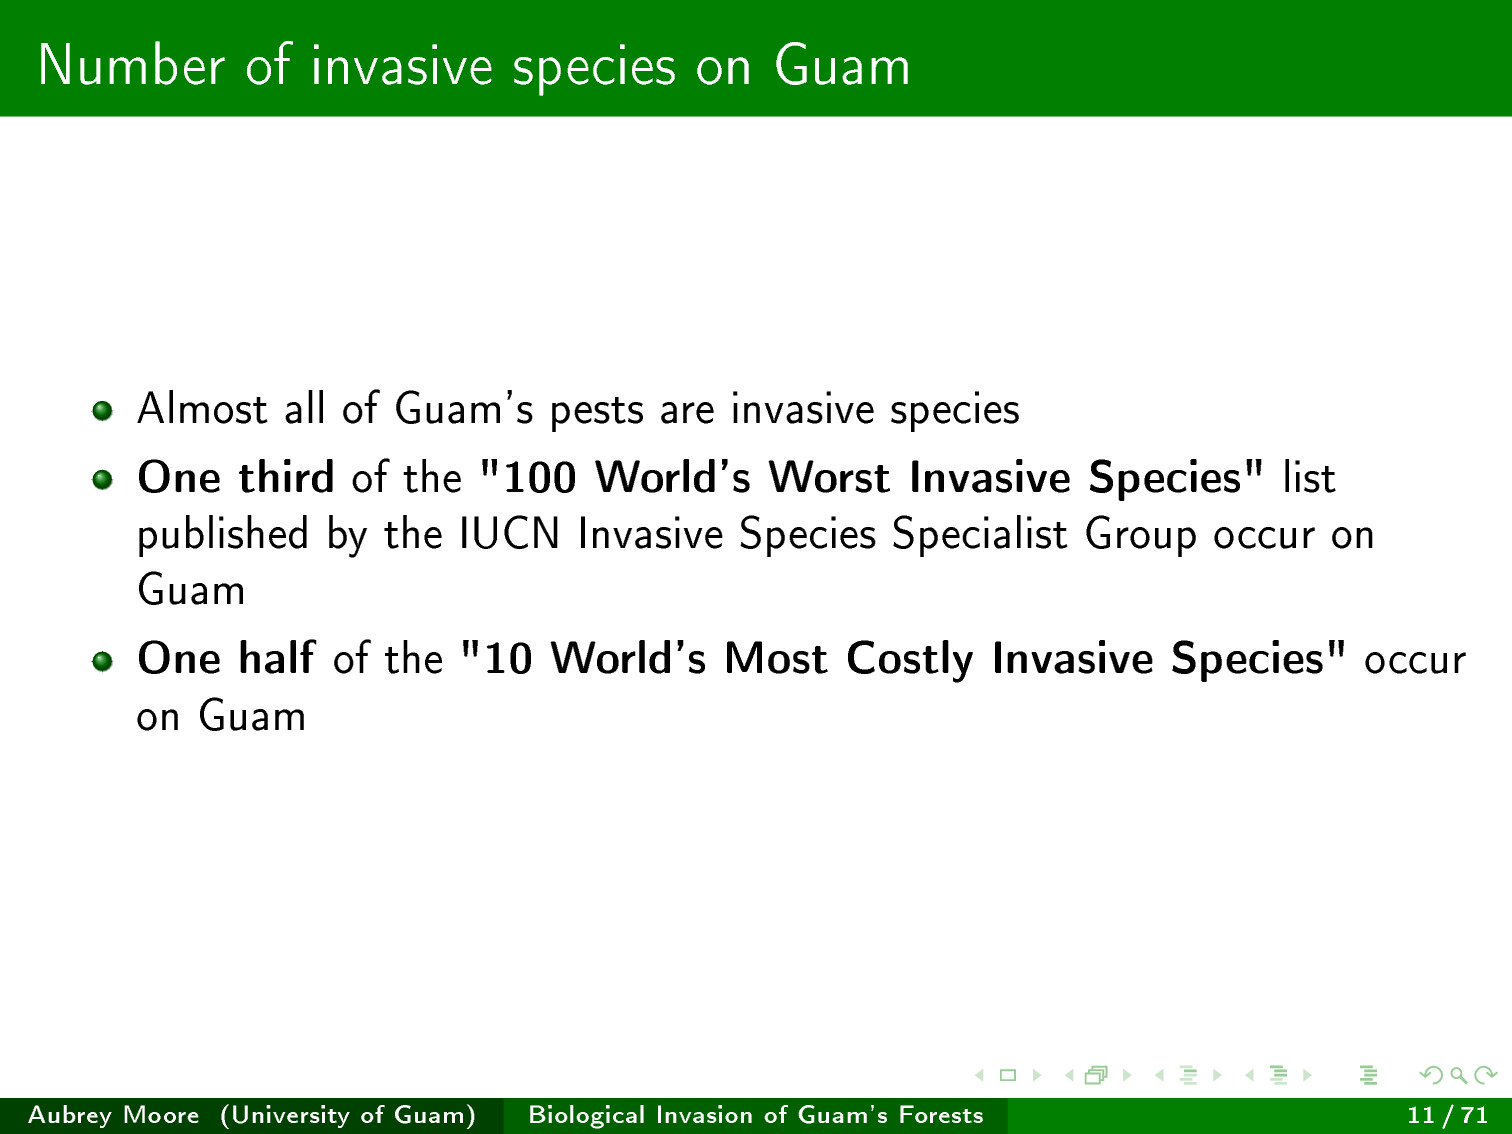 Number of invasive species on Guam
Almost all of Guam's pests are invasive species
One third of the "100 World's Worst Invasive Species" list
published by the IUCN Invasive Species Specialist Group occur on
Guam
One half of the "10 World's Most Costly Invasive Species" occur
on Guam
Aubrey Moore (University of Guam) Biological Invasion of Guam's Forests 11 / 71